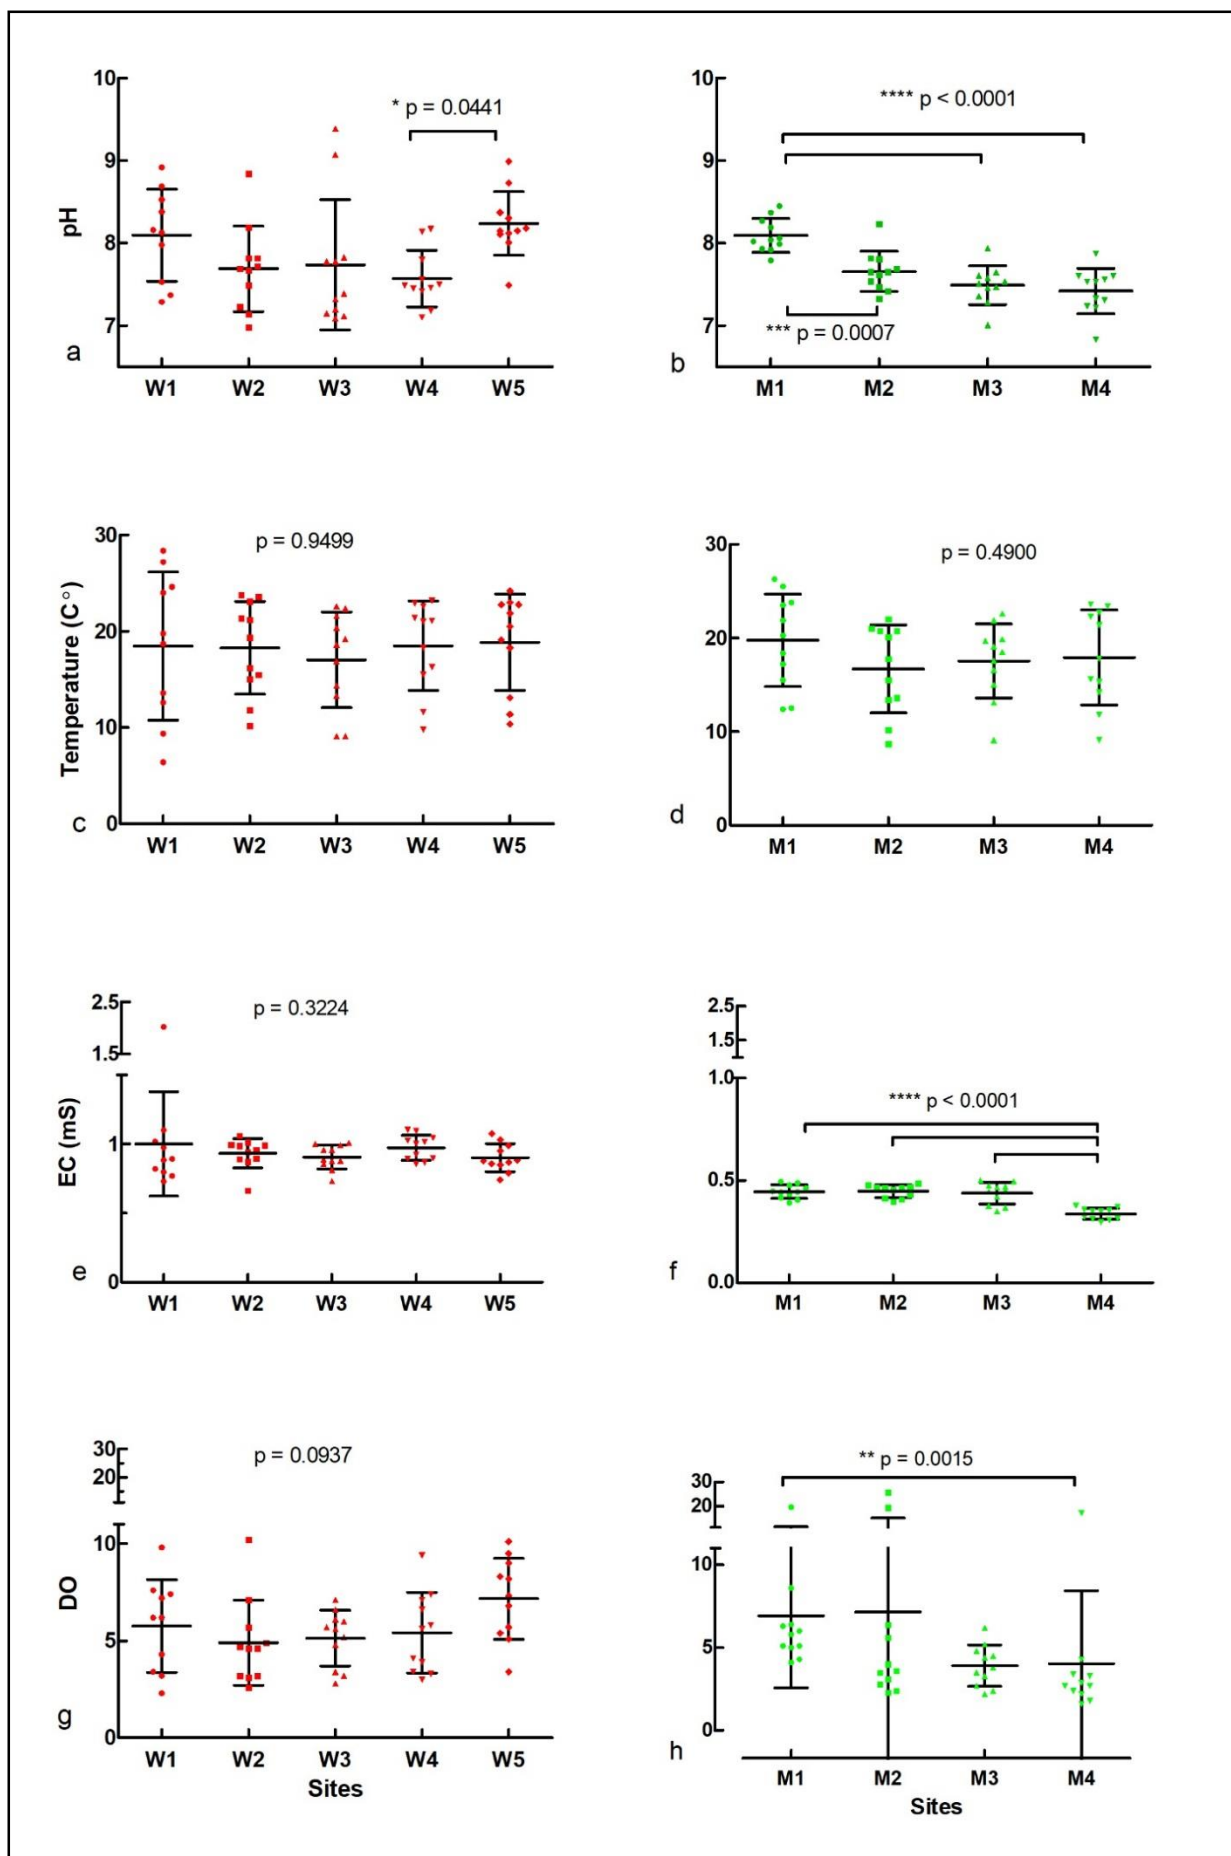 10
9
8
7
pH
* p = 0.0441
a
W1 W2 W3 W4 W5
10
9
8
7
**** p < 0.0001
*** p = 0.0007
b
M1 M2 M3 M4
30
20
10
0
Temperature (C°)
p = 0.9499
c
W1 W2 W3 W4 W5
30
20
10
0
p = 0.4900
d
M1 M2 M3 M4
2.5
1.5
1
0
EC (mS)
p = 0.3224
e
W1 W2 W3 W4 W5
2.5
1.5
1.0
0.5
0.0
**** p < 0.0001
f
M1 M2 M3 M4
30
20
10
5
0
DO
p = 0.0937
g
W1 W2 W3 W4 W5
Sites
30
20
10
5
0
** p = 0.0015
h
M1 M2 M3 M4
Sites